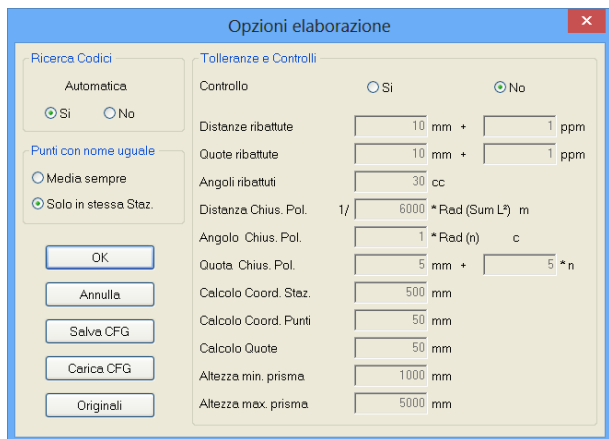 Opzioni elaborazione
x
Ricerca Codici
Automatica
Si No
Punti con nome uguale
Media sempre
Solo in stessa Staz.
OK
Annulla
Salva CFG
Carica CFG
Originali
Tolleranze e Controlli
Controllo Si No
Distanze ribattute 10 mm + 1 ppm
Quote ribattute 10 mm + 1 ppm
Angoli ribattuti 30 cc
Distanza Chius. Pol. 1/ 6000 * Rad (Sum L²) m
Angolo Chius. Pol. 1 * Rad (n) c
Quota Chius. Pol. 5 mm + 5 * n
Calcolo Coord. Staz. 500 mm
Calcolo Coord. Punti 50 mm
Calcolo Quote 50 mm
Altezza min. prisma 1000 mm
Altezza max. prisma 5000 mm